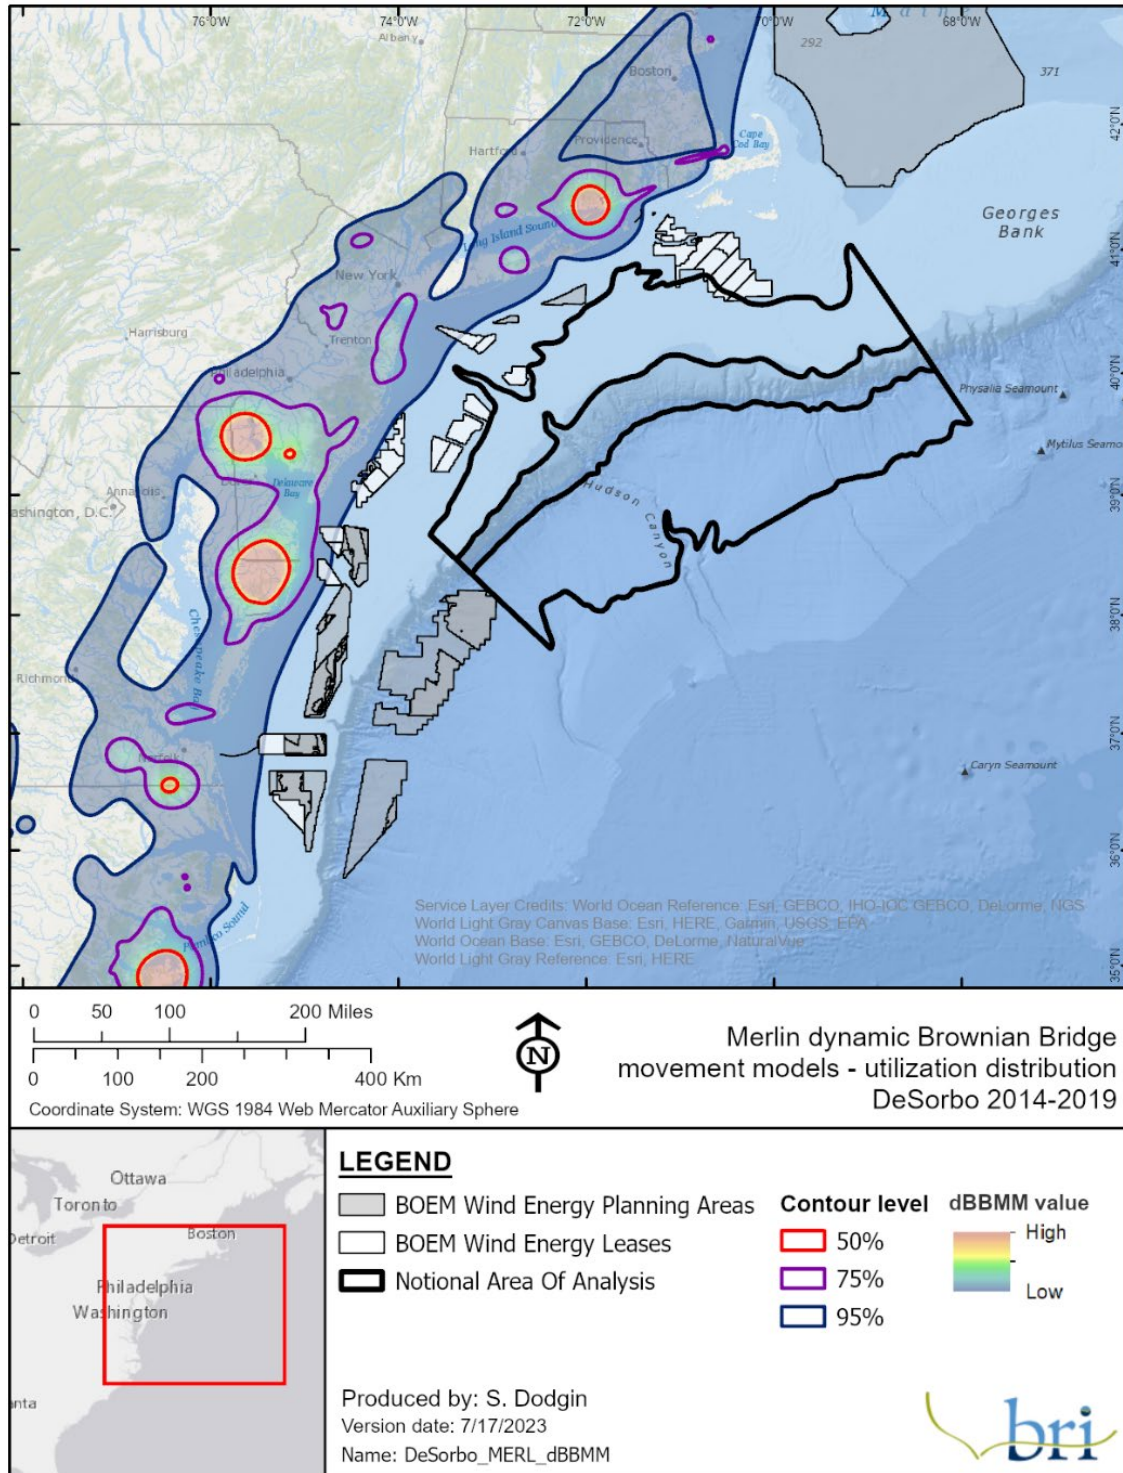 76°0'W
74°0'W
72°0'W
70°0'W
68°0'W
Maine
292
371
Albany
Boston
Providence
Hartford
Cape
Cod Bay
42°0'N
Georges
Bank
Long Island Sound
41°0'N
New York
Harrisburg
Trenton
Philadelphia
40°0'N
Physalia Seamount
Mytilus Seamo
Dover
Delaware
Bay
Annapolis
ashington, D.C.
39°0'N
Hudson Canyon
38°0'N
Chesapeake Bay
Richmond
37°0'N
Norfolk
Caryn Seamount
36°0'N
Pamlico Sound
35°0'N
Service Layer Credits: World Ocean Reference: Esri, GEBCO, IHO-IOC GEBCO, DeLorme, NGS
World Light Gray Canvas Base: Esri, HERE, Garmin, USGS, EPA
World Ocean Base: Esri, GEBCO, DeLorme, NaturalVue
World Light Gray Reference: Esri, HERE
0 50 100 200 Miles
0 100 200 400 Km
Coordinate System: WGS 1984 Web Mercator Auxiliary Sphere
N
Merlin dynamic Brownian Bridge
movement models - utilization distribution
DeSorbo 2014-2019
Ottawa
Toronto
Detroit
Boston
Philadelphia
Washington
nta
LEGEND
BOEM Wind Energy Planning Areas
BOEM Wind Energy Leases
Notional Area Of Analysis
Contour level
50%
75%
95%
dBBMM value
High
Low
Produced by: S. Dodgin
Version date: 7/17/2023
Name: DeSorbo_MERL_dBBMM
bri